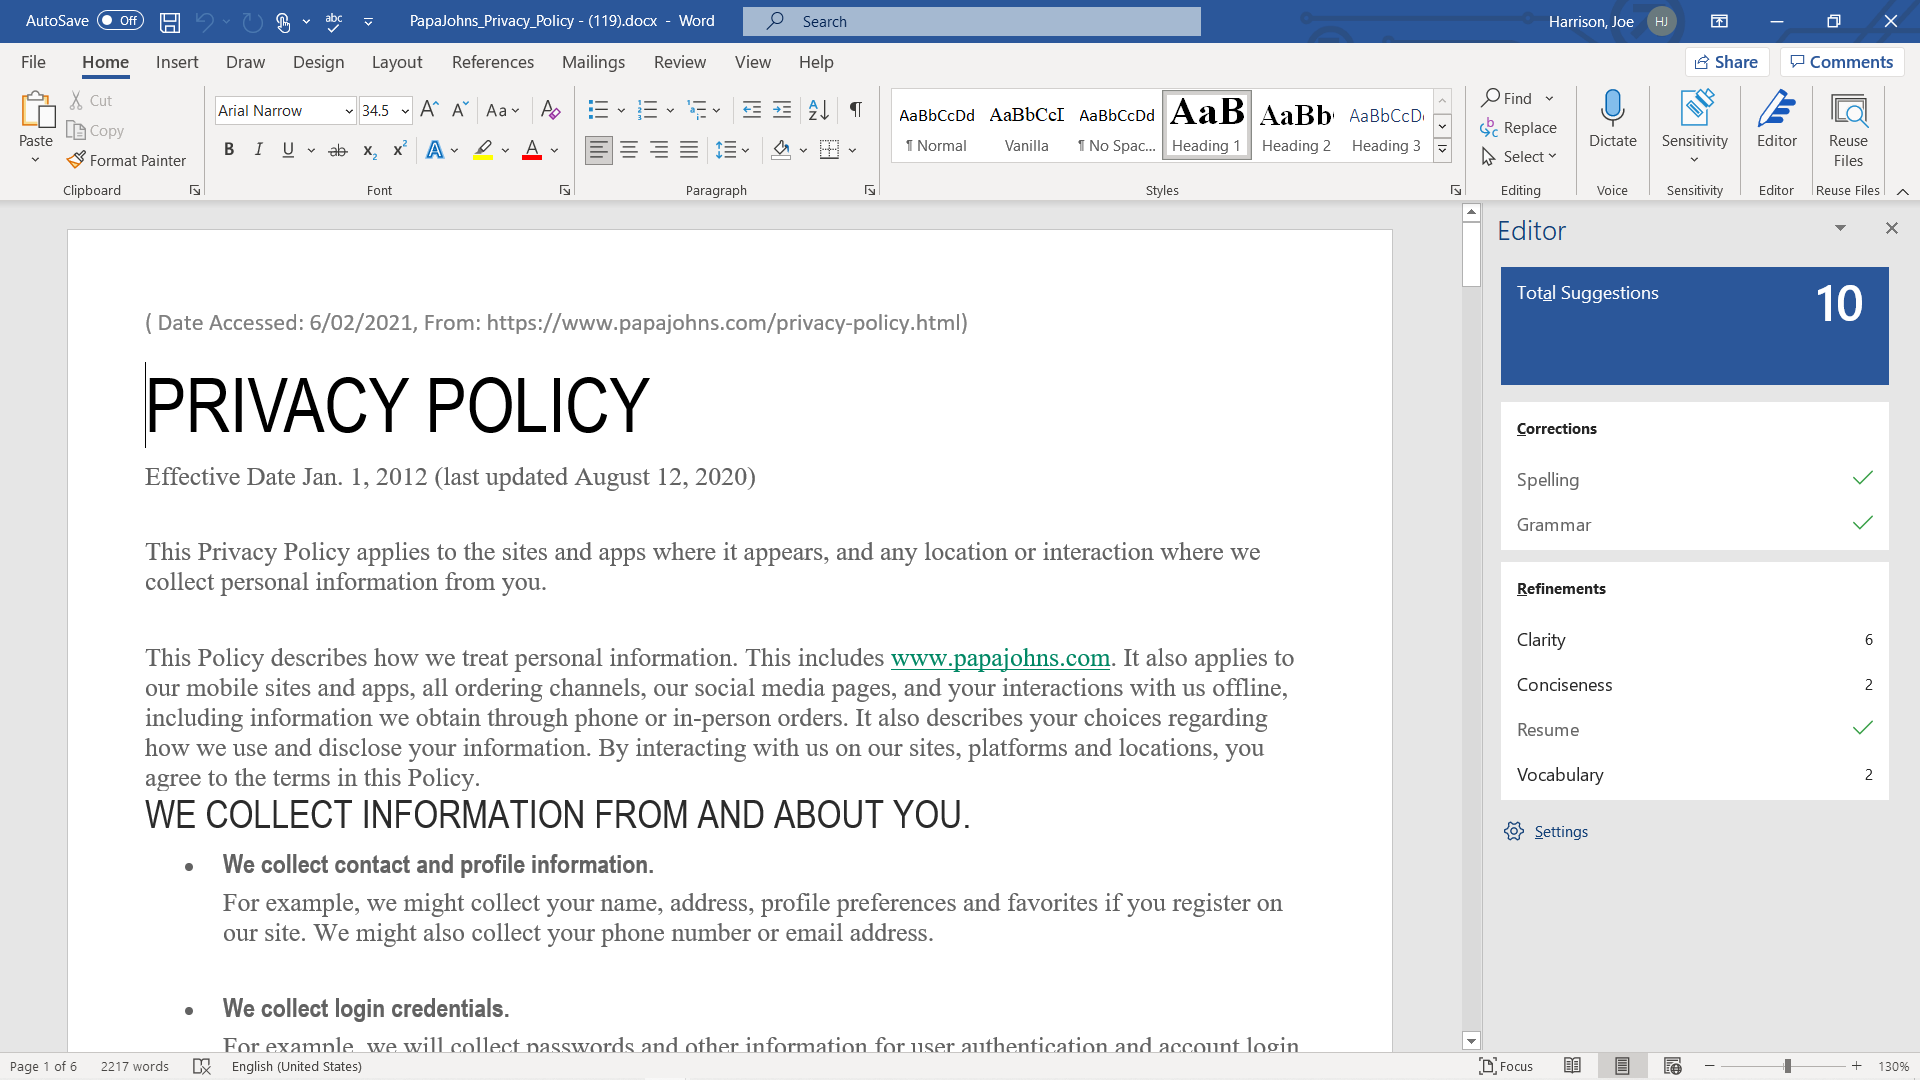 AutoSave Off PapaJohns_Privacy_Policy - (119).docx - Word Search Harrison, Joe HJ
File Home Insert Draw Design Layout References Mailings Review View Help Share Comments
Paste
Cut
Copy
Format Painter
Clipboard
Arial Narrow 34.5
Font
Paragraph
AaBbCcDd AaBbCcI AaBbCcDd AaB AaBb AaBbCcD
¶ Normal Vanilla ¶ No Spac... Heading 1 Heading 2 Heading 3
Styles
Find
Replace
Select
Editing
Dictate
Voice
Sensitivity
Sensitivity
Editor
Editor
Reuse
Files
Reuse Files
( Date Accessed: 6/02/2021, From: https://www.papajohns.com/privacy-policy.html)
PRIVACY POLICY
Effective Date Jan. 1, 2012 (last updated August 12, 2020)
This Privacy Policy applies to the sites and apps where it appears, and any location or interaction where we
collect personal information from you.
This Policy describes how we treat personal information. This includes www.papajohns.com. It also applies to
our mobile sites and apps, all ordering channels, our social media pages, and your interactions with us offline,
including information we obtain through phone or in-person orders. It also describes your choices regarding
how we use and disclose your information. By interacting with us on our sites, platforms and locations, you
agree to the terms in this Policy.
WE COLLECT INFORMATION FROM AND ABOUT YOU.
• We collect contact and profile information.
For example, we might collect your name, address, profile preferences and favorites if you register on
our site. We might also collect your phone number or email address.
• We collect login credentials.
For example, we will collect passwords and other information for user authentication and account login
Editor
Total Suggestions 10
Corrections
Spelling
Grammar
Refinements
Clarity 6
Conciseness 2
Resume
Vocabulary 2
Settings
Page 1 of 6 2217 words English (United States) Focus 130%